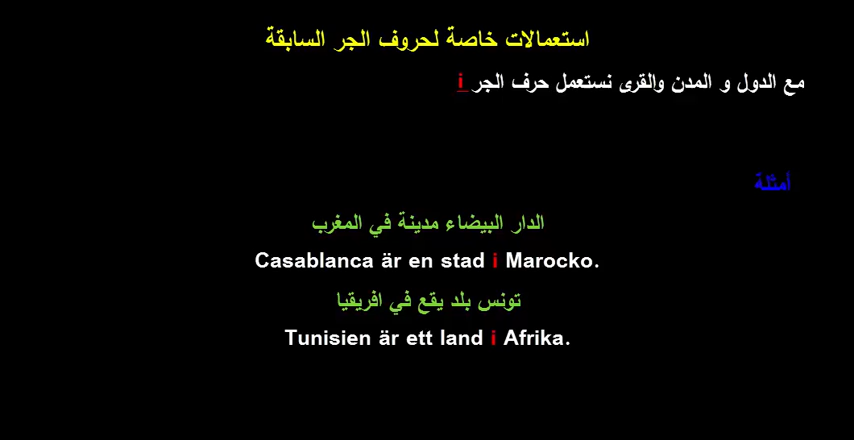 استعمالات خاصة لحروف الجر السابقة
مع الدول و المدن والقرى نستعمل حرف الجر i
أمثلة
الدار البيضاء مدينة في المغرب
Casablanca är en stad i Marocko.
تونس بلد يقع في افريقيا
Tunisien är ett land i Afrika.